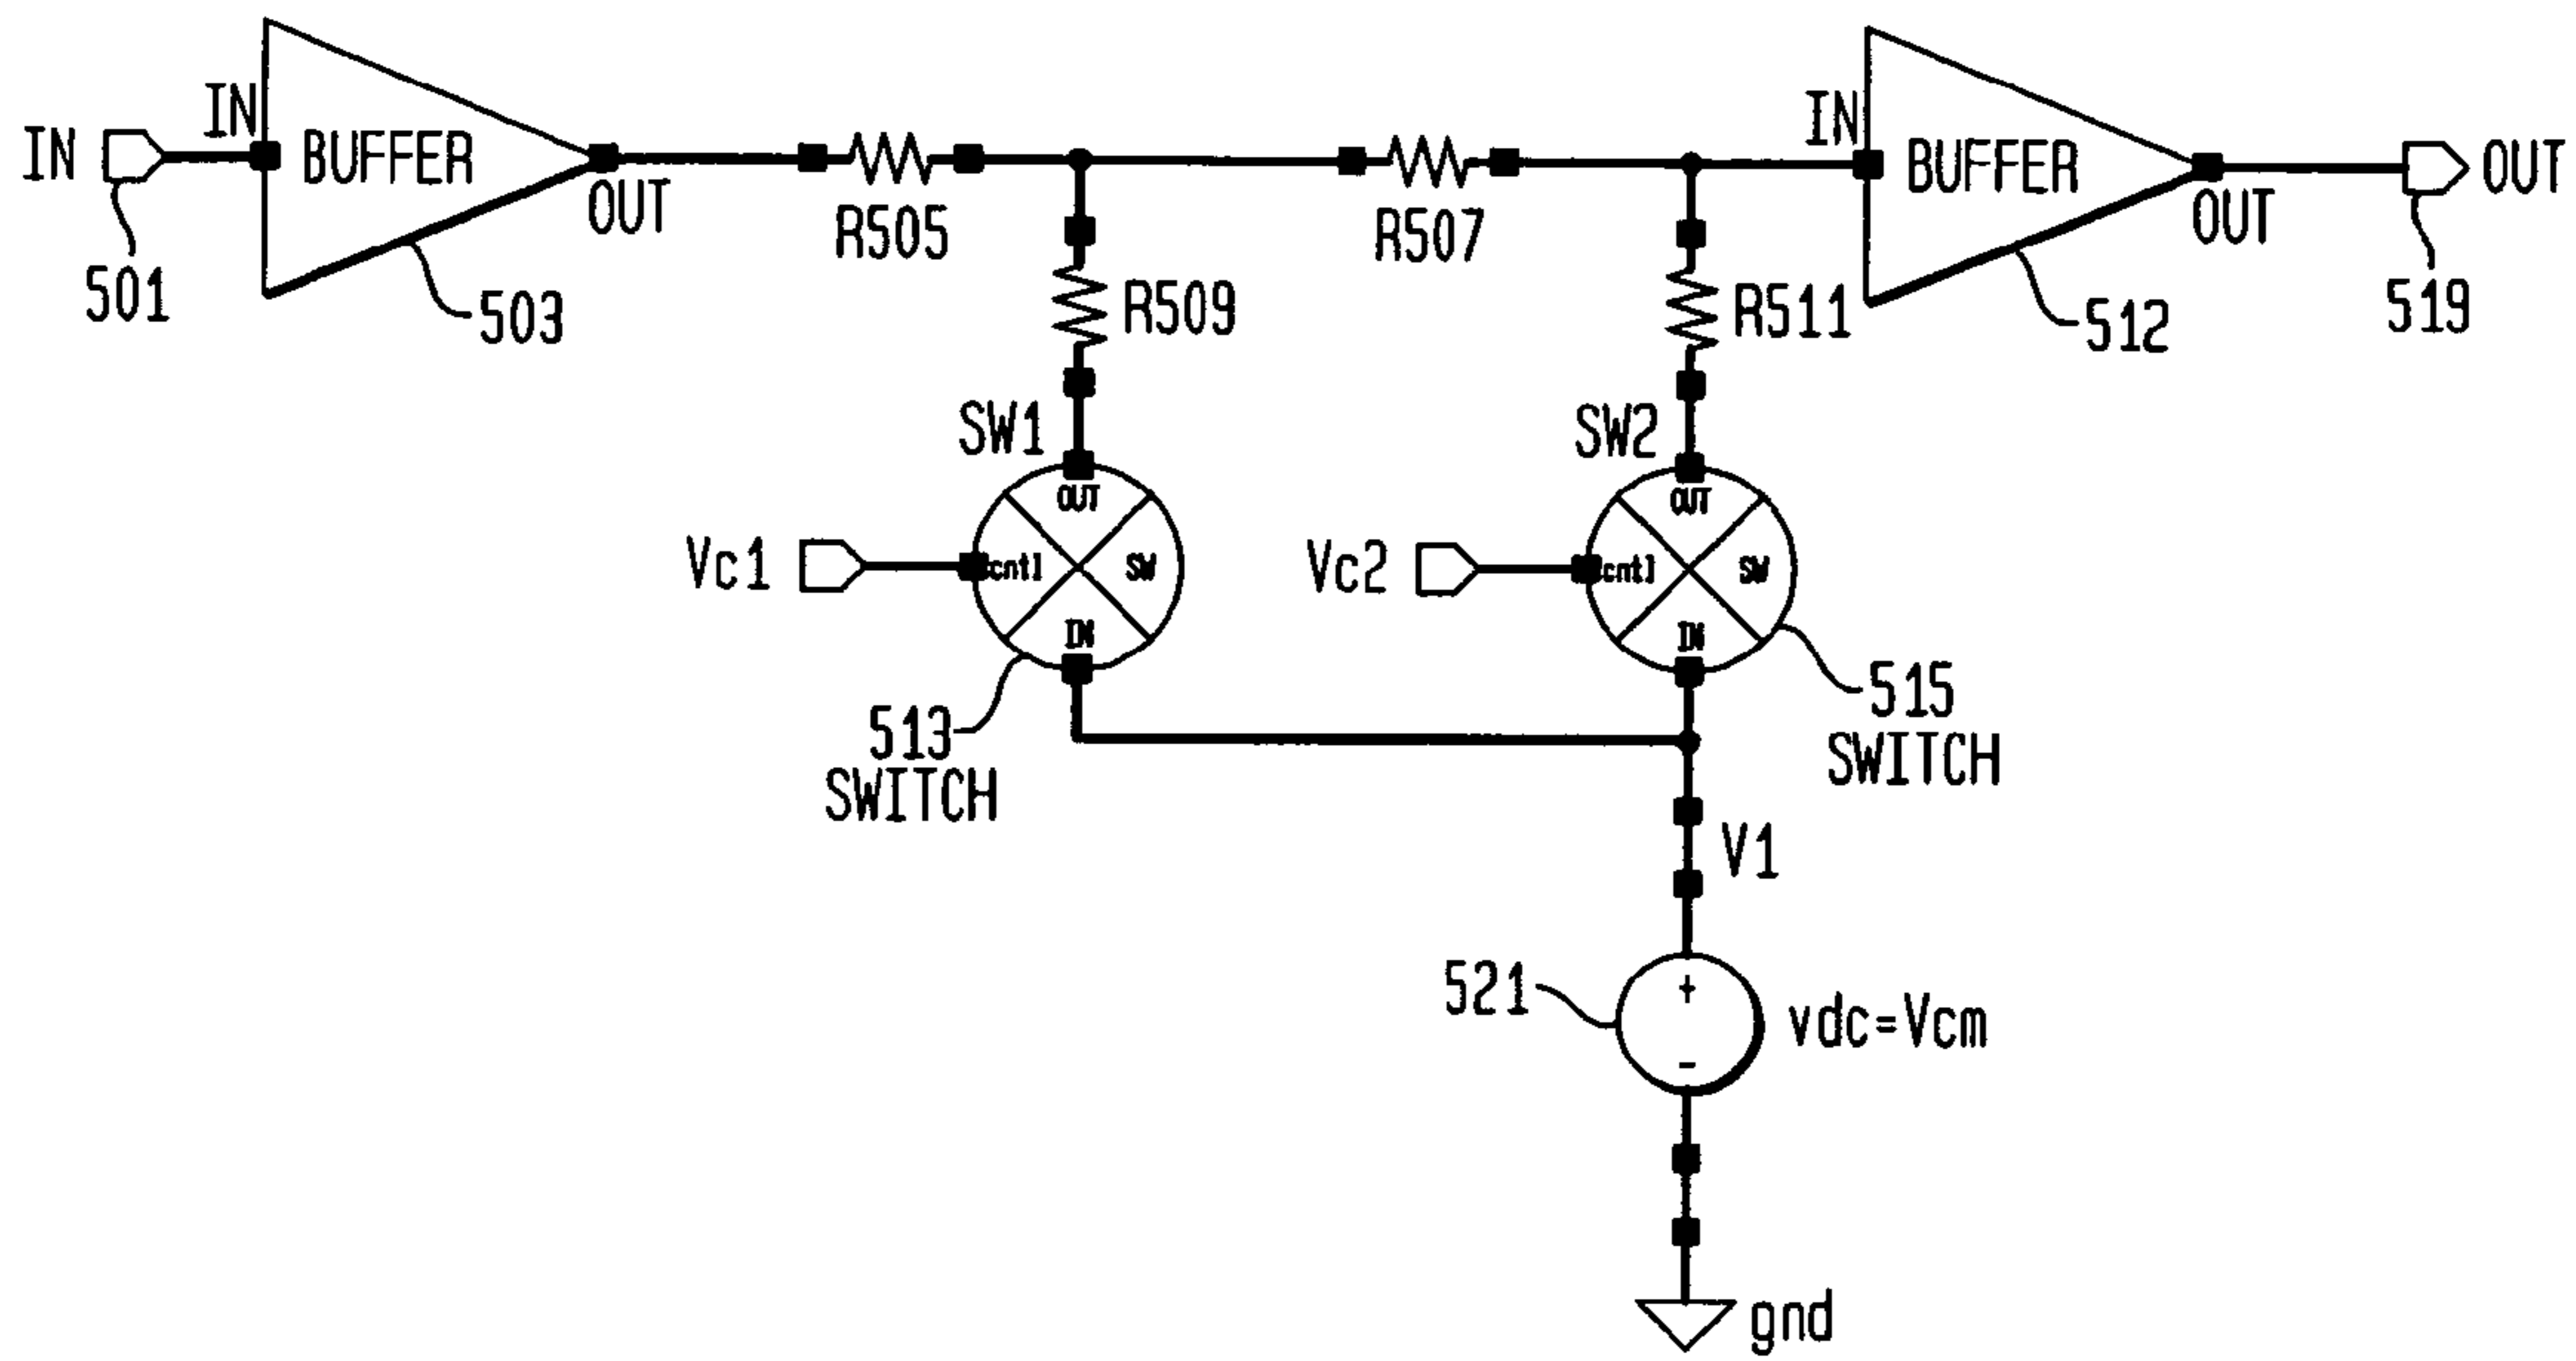 IN
IN
BUFFER
OUT
501
503
R505
R507
R509
R511
IN
BUFFER
OUT
OUT
512
519
SW1
OUT
cntl
SW
IN
Vc1
513
SWITCH
SW2
OUT
cntl
SW
IN
Vc2
515
SWITCH
V1
521
+
-
vdc=Vcm
gnd